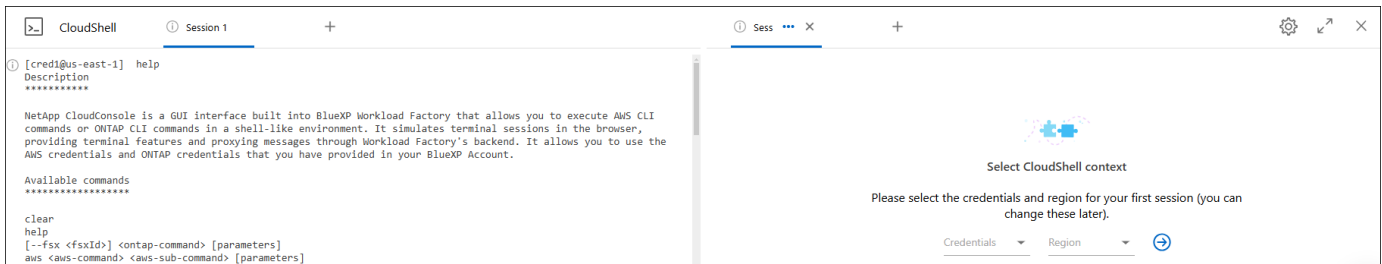 CloudShell
Session 1
[cred1@us-east-1]  help
Description
***********
NetApp CloudConsole is a GUI interface built into BlueXP Workload Factory that allows you to execute AWS CLI
commands or ONTAP CLI commands in a shell-like environment. It simulates terminal sessions in the browser,
providing terminal features and proxying messages through Workload Factory's backend. It allows you to use the
AWS credentials and ONTAP credentials that you have provided in your BlueXP Account.
Available commands
******************
clear
help
[--fsx <fsxId>] <ontap-command> [parameters]
aws <aws-command> <aws-sub-command> [parameters]
Sess
Select CloudShell context
Please select the credentials and region for your first session (you can
change these later).
Credentials
Region